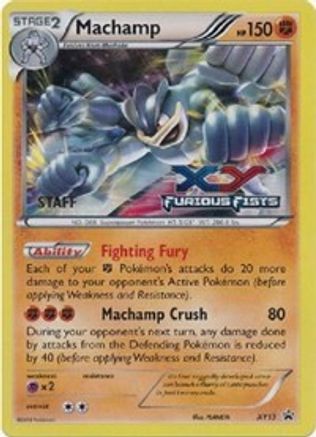 STAGE2 Machamp HP150
STAFF
XY
FURIOUS FISTS
Ability Fighting Fury
Each of your Pokémon's attacks do 20 more
damage to your opponent's Active Pokémon (before
applying Weakness and Resistance).
Machamp Crush 80
During your opponent's next turn, any damage done
by attacks from the Defending Pokémon is reduced
by 40 (before applying Weakness and Resistance).
weakness resistance
×2
retreat
XY13